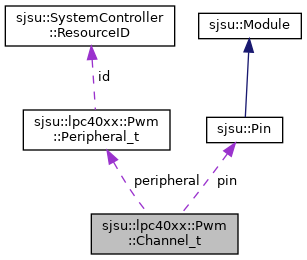 sjsu::SystemController
::ResourceID
sjsu::Module
id
sjsu::lpc40xx::Pwm
::Peripheral_t
sjsu::Pin
peripheral
pin
sjsu::lpc40xx::Pwm
::Channel_t